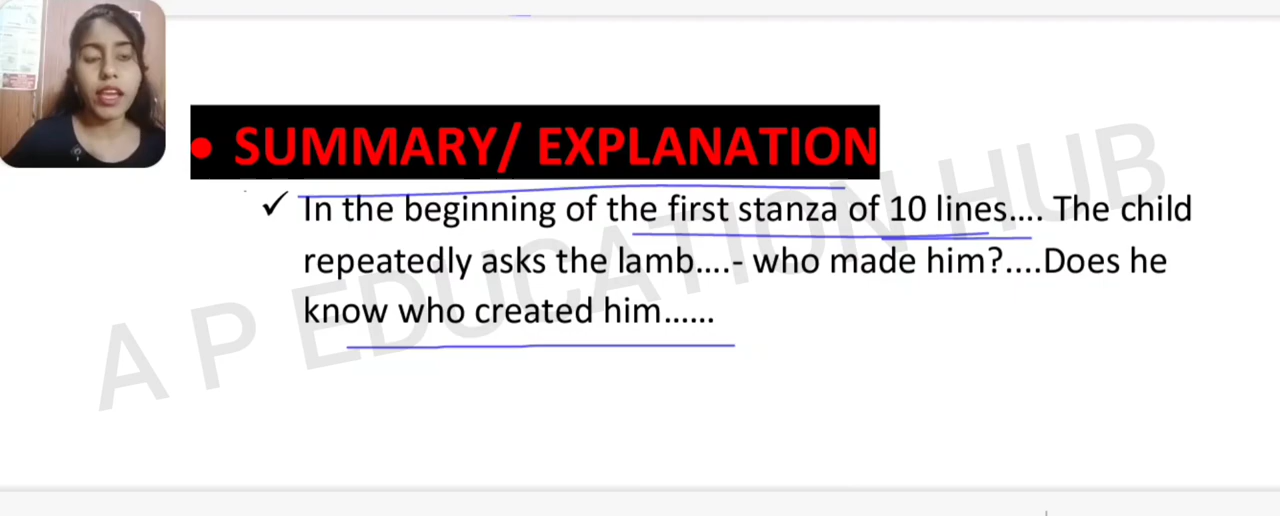 • SUMMARY/ EXPLANATION
✓ In the beginning of the first stanza of 10 lines.... The child
repeatedly asks the lamb....- who made him?....Does he
know who created him......
A P EDUCATION HUB